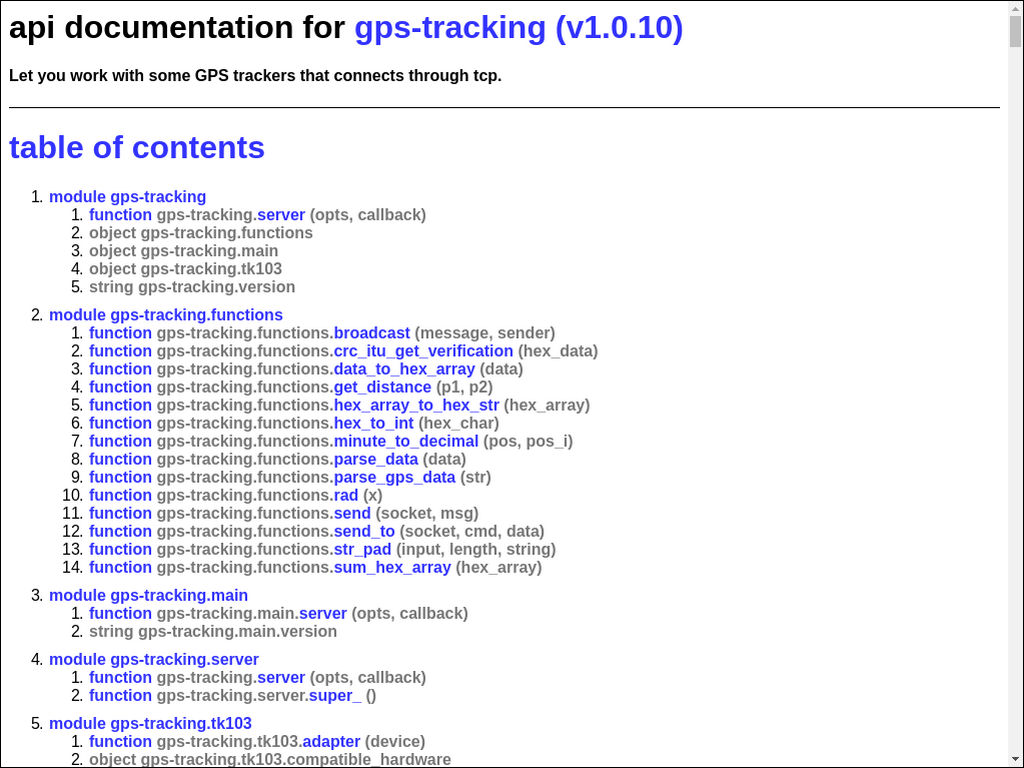 api documentation for gps-tracking (v1.0.10)
Let you work with some GPS trackers that connects through tcp.
table of contents
1. module gps-tracking
1. function gps-tracking.server (opts, callback)
2. object gps-tracking.functions
3. object gps-tracking.main
4. object gps-tracking.tk103
5. string gps-tracking.version
2. module gps-tracking.functions
1. function gps-tracking.functions.broadcast (message, sender)
2. function gps-tracking.functions.crc_itu_get_verification (hex_data)
3. function gps-tracking.functions.data_to_hex_array (data)
4. function gps-tracking.functions.get_distance (p1, p2)
5. function gps-tracking.functions.hex_array_to_hex_str (hex_array)
6. function gps-tracking.functions.hex_to_int (hex_char)
7. function gps-tracking.functions.minute_to_decimal (pos, pos_i)
8. function gps-tracking.functions.parse_data (data)
9. function gps-tracking.functions.parse_gps_data (str)
10. function gps-tracking.functions.rad (x)
11. function gps-tracking.functions.send (socket, msg)
12. function gps-tracking.functions.send_to (socket, cmd, data)
13. function gps-tracking.functions.str_pad (input, length, string)
14. function gps-tracking.functions.sum_hex_array (hex_array)
3. module gps-tracking.main
1. function gps-tracking.main.server (opts, callback)
2. string gps-tracking.main.version
4. module gps-tracking.server
1. function gps-tracking.server (opts, callback)
2. function gps-tracking.server.super_ ()
5. module gps-tracking.tk103
1. function gps-tracking.tk103.adapter (device)
2. object gps-tracking.tk103.compatible_hardware